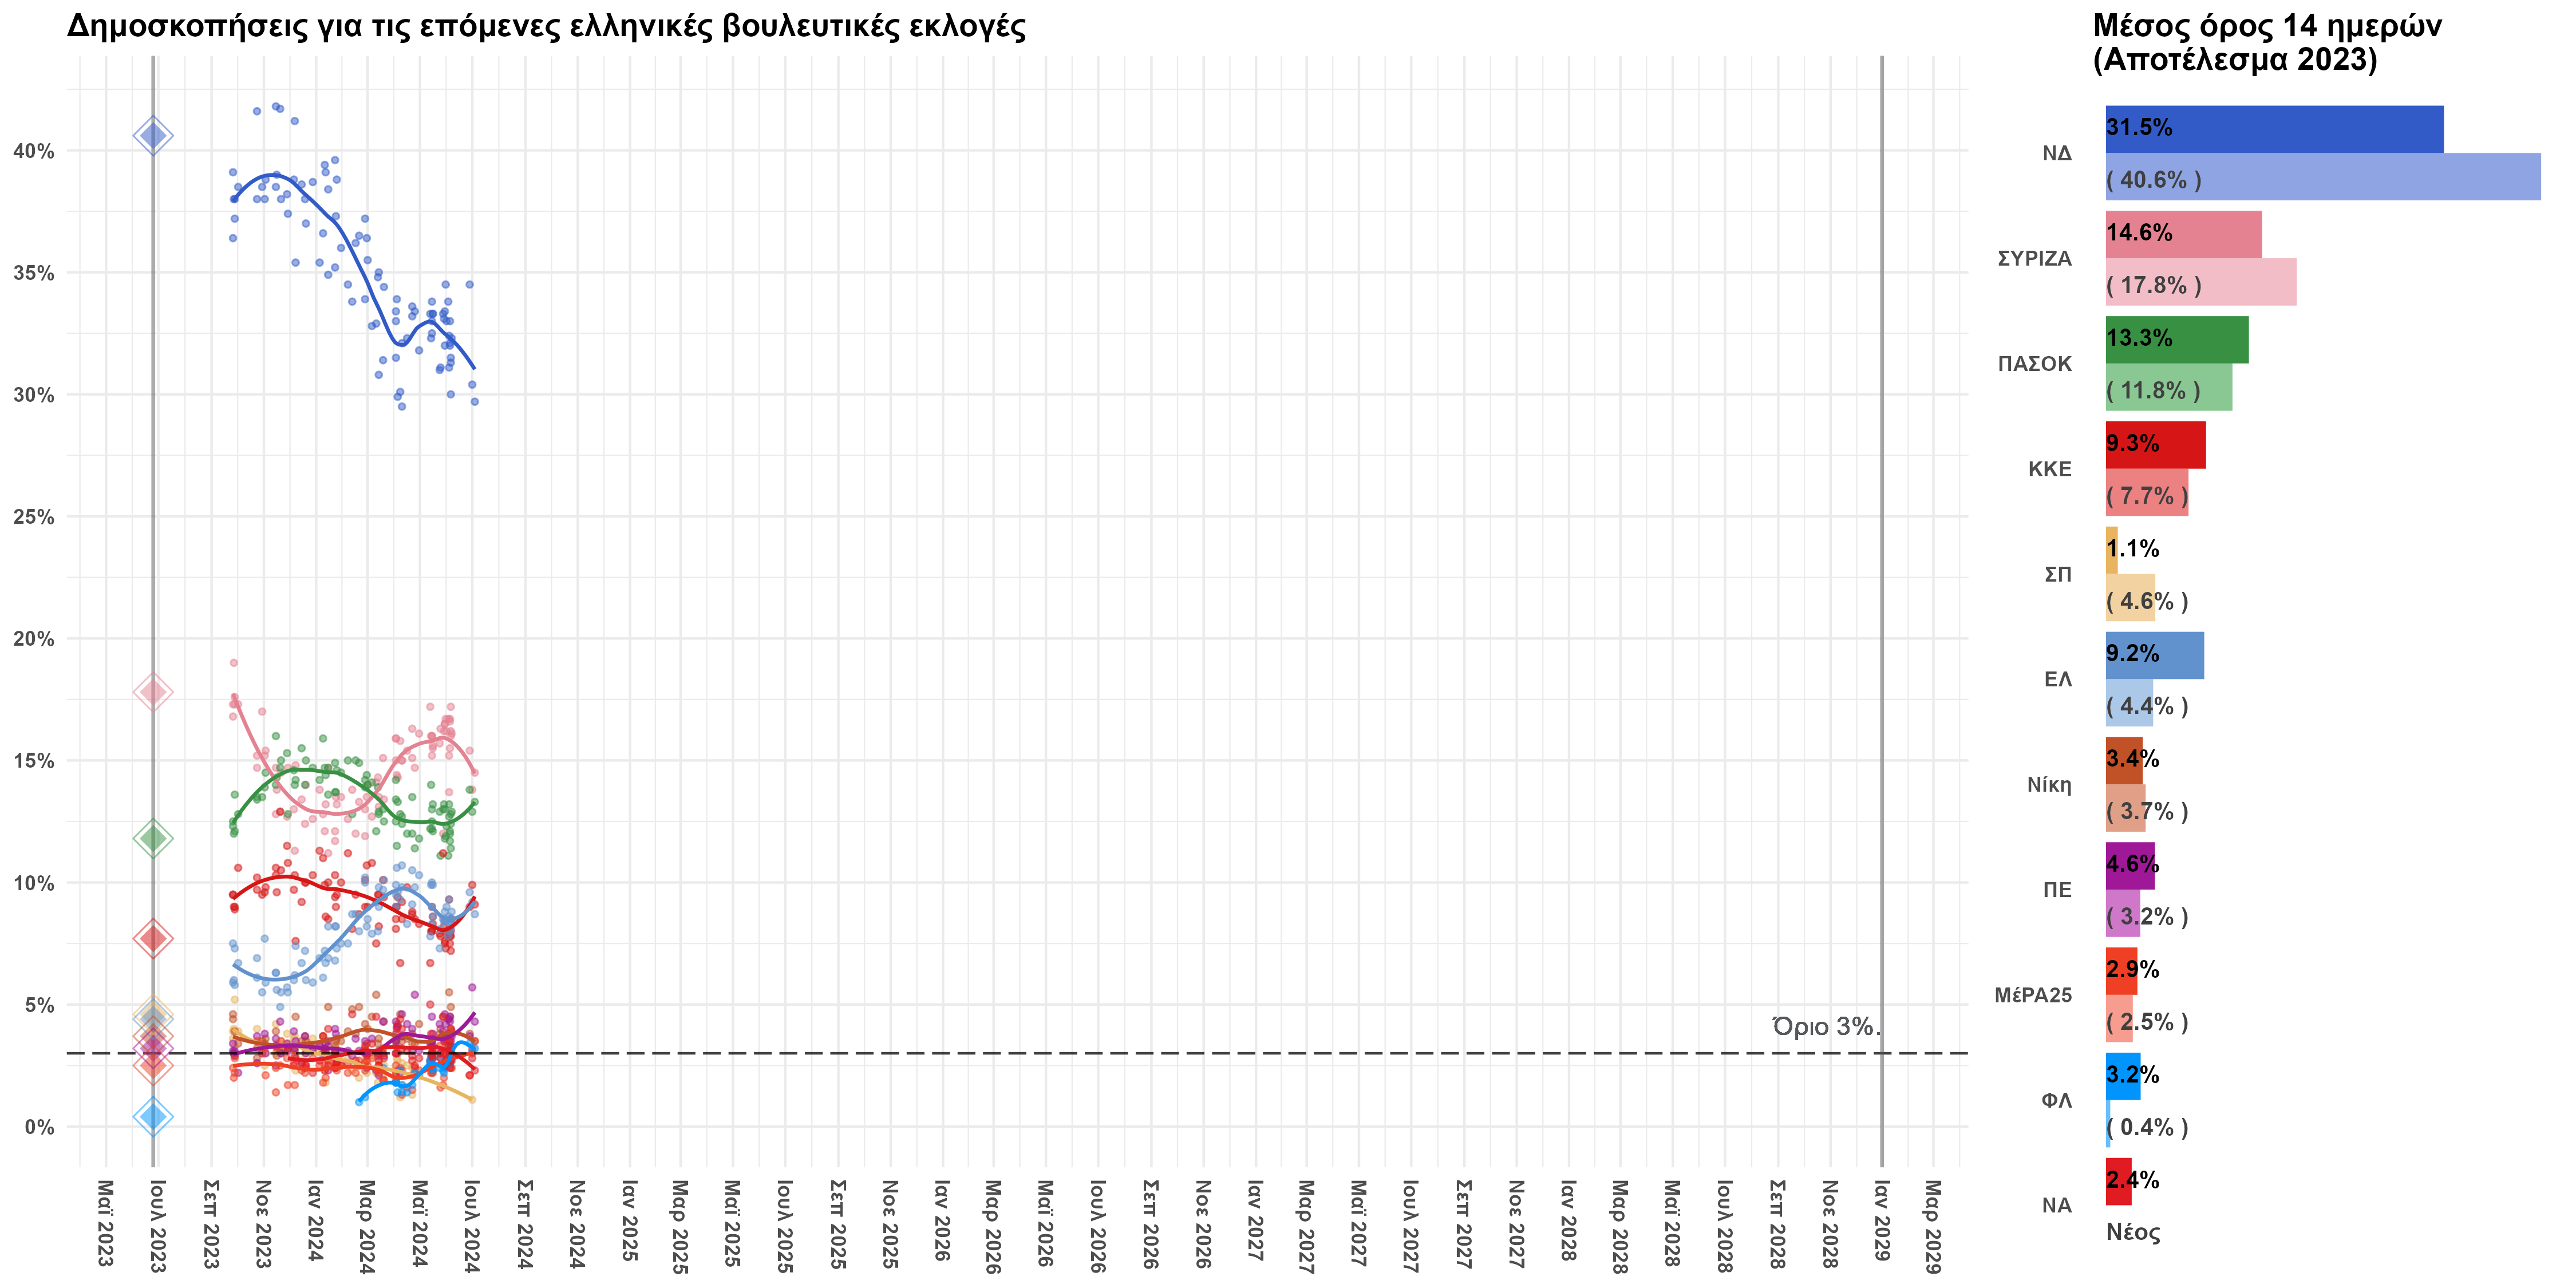 Δημοσκοπήσεις για τις επόμενες ελληνικές βουλευτικές εκλογές
40%
35%
30%
25%
20%
15%
10%
5%
0%
Όριο 3%.
Μαϊ 2023
Ιουλ 2023
Σεπ 2023
Νοε 2023
Ιαν 2024
Μαρ 2024
Μαϊ 2024
Ιουλ 2024
Σεπ 2024
Νοε 2024
Ιαν 2025
Μαρ 2025
Μαϊ 2025
Ιουλ 2025
Σεπ 2025
Νοε 2025
Ιαν 2026
Μαρ 2026
Μαϊ 2026
Ιουλ 2026
Σεπ 2026
Νοε 2026
Ιαν 2027
Μαρ 2027
Μαϊ 2027
Ιουλ 2027
Σεπ 2027
Νοε 2027
Ιαν 2028
Μαρ 2028
Μαϊ 2028
Ιουλ 2028
Σεπ 2028
Νοε 2028
Ιαν 2029
Μαρ 2029
Μέσος όρος 14 ημερών
(Αποτέλεσμα 2023)
ΝΔ
31.5%
( 40.6% )
ΣΥΡΙΖΑ
14.6%
( 17.8% )
ΠΑΣΟΚ
13.3%
( 11.8% )
ΚΚΕ
9.3%
( 7.7% )
ΣΠ
1.1%
( 4.6% )
ΕΛ
9.2%
( 4.4% )
Νίκη
3.4%
( 3.7% )
ΠΕ
4.6%
( 3.2% )
ΜέΡΑ25
2.9%
( 2.5% )
ΦΛ
3.2%
( 0.4% )
ΝΑ
2.4%
Νέος